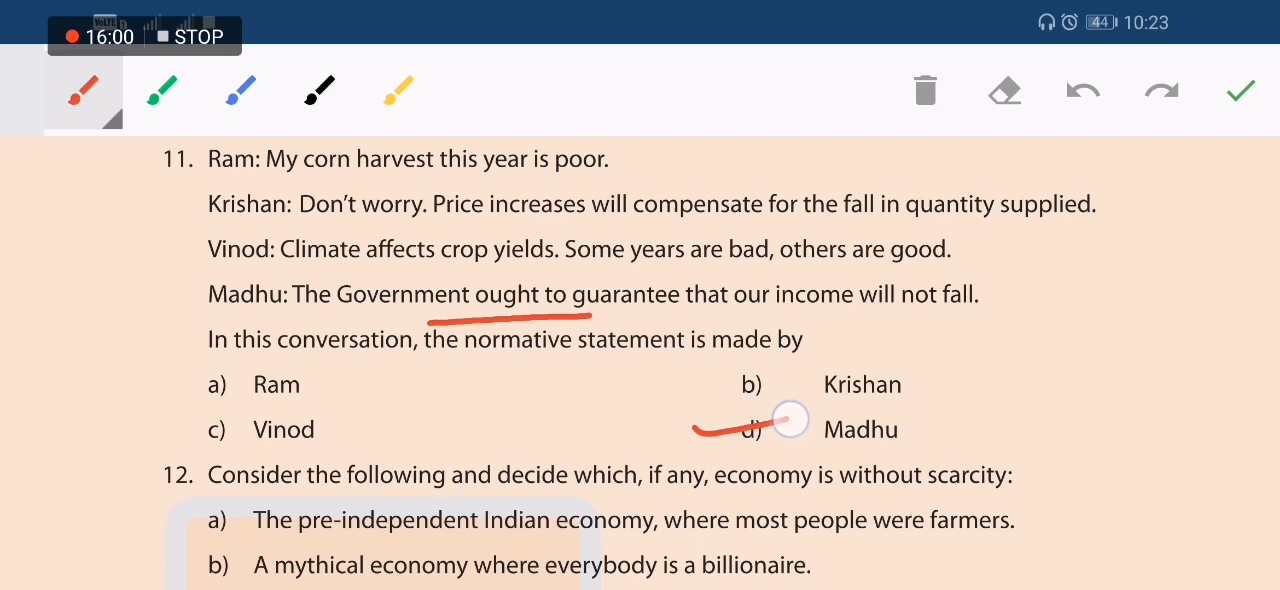 VoLTE
16:00 STOP
44 10:23
11. Ram: My corn harvest this year is poor.
Krishan: Don't worry. Price increases will compensate for the fall in quantity supplied.
Vinod: Climate affects crop yields. Some years are bad, others are good.
Madhu: The Government ought to guarantee that our income will not fall.
In this conversation, the normative statement is made by
a) Ram b) Krishan
c) Vinod d) Madhu
12. Consider the following and decide which, if any, economy is without scarcity:
a) The pre-independent Indian economy, where most people were farmers.
b) A mythical economy where everybody is a billionaire.